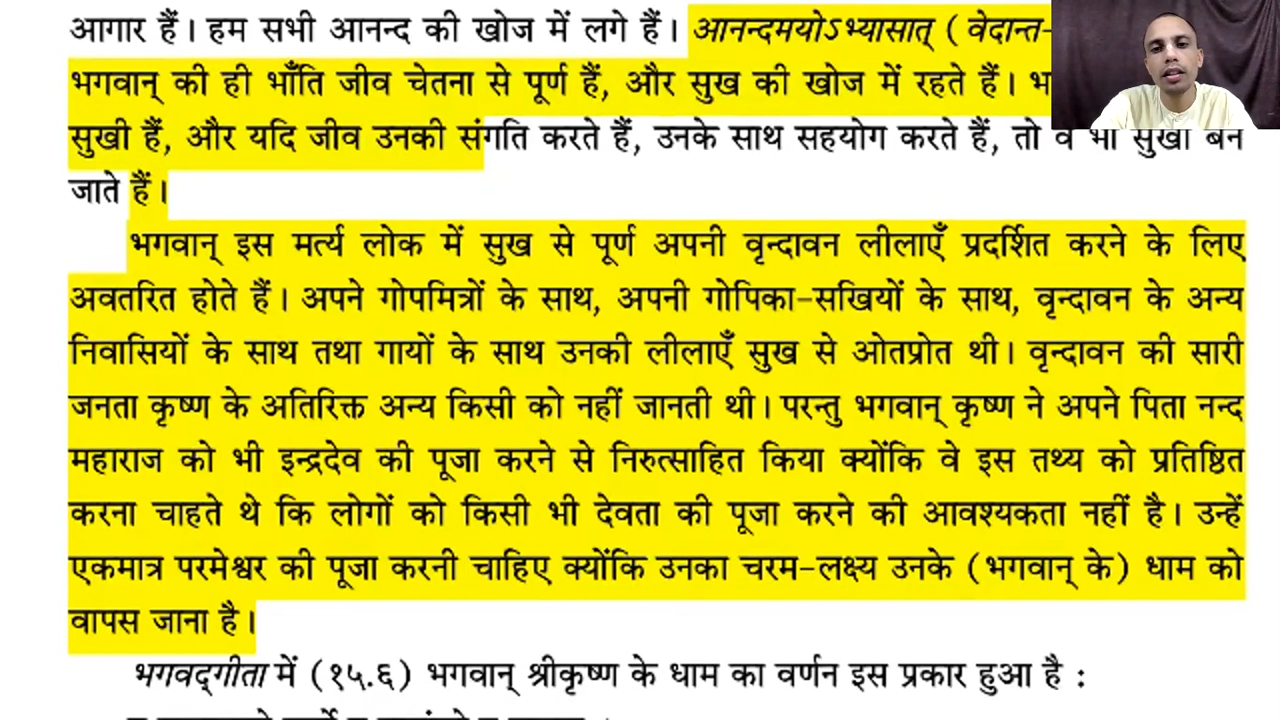 आगार हैं। हम सभी आनन्द की खोज में लगे हैं। आनन्दमयोऽभ्यासात् ( वेदान्त-
भगवान् की ही भाँति जीव चेतना से पूर्ण हैं, और सुख की खोज में रहते हैं।
सुखी हैं, और यदि जीव उनकी संगति करते हैं, उनके साथ सहयोग करते हैं, तो वे भी सुखी बन
जाते हैं।
भगवान् इस मर्त्य लोक में सुख से पूर्ण अपनी वृन्दावन लीलाएँ प्रदर्शित करने के लिए
अवतरित होते हैं। अपने गोपमित्रों के साथ, अपनी गोपिका-सखियों के साथ, वृन्दावन के अन्य
निवासियों के साथ तथा गायों के साथ उनकी लीलाएँ सुख से ओतप्रोत थी। वृन्दावन की सारी
जनता कृष्ण के अतिरिक्त अन्य किसी को नहीं जानती थी। परन्तु भगवान् कृष्ण ने अपने पिता नन्द
महाराज को भी इन्द्रदेव की पूजा करने से निरुत्साहित किया क्योंकि वे इस तथ्य को प्रतिष्ठित
करना चाहते थे कि लोगों को किसी भी देवता की पूजा करने की आवश्यकता नहीं है। उन्हें
एकमात्र परमेश्वर की पूजा करनी चाहिए क्योंकि उनका चरम-लक्ष्य उनके (भगवान् के) धाम को
वापस जाना है।
भगवद्‌गीता में (१५.६) भगवान् श्रीकृष्ण के धाम का वर्णन इस प्रकार हुआ है :